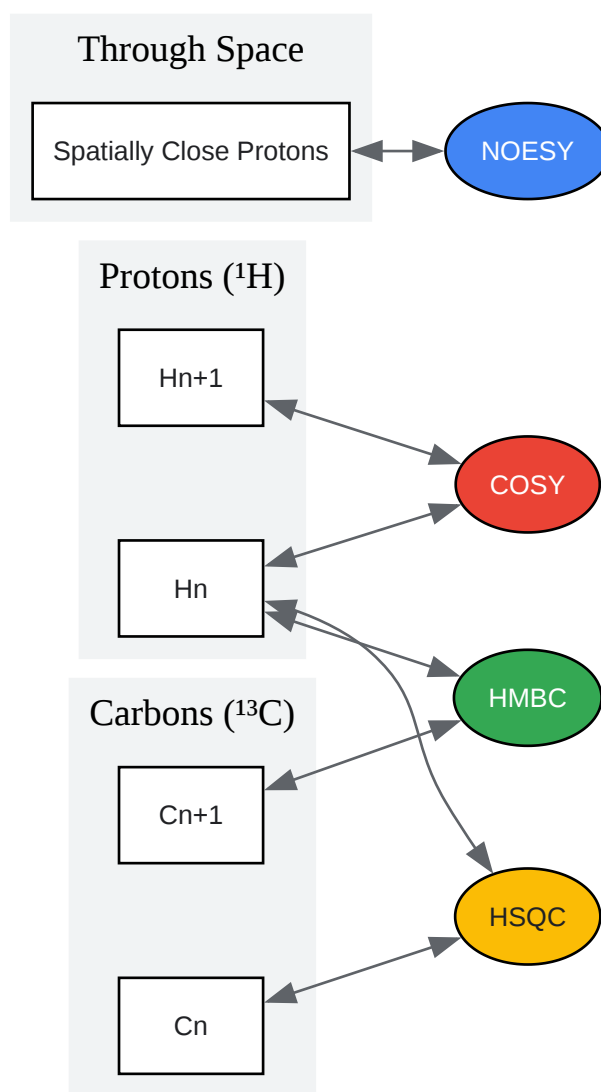 Through Space
Spatially Close Protons
NOESY
Protons (¹H)
Hn+1
COSY
Hn
HMBC
Carbons (¹³C)
Cn+1
HSQC
Cn